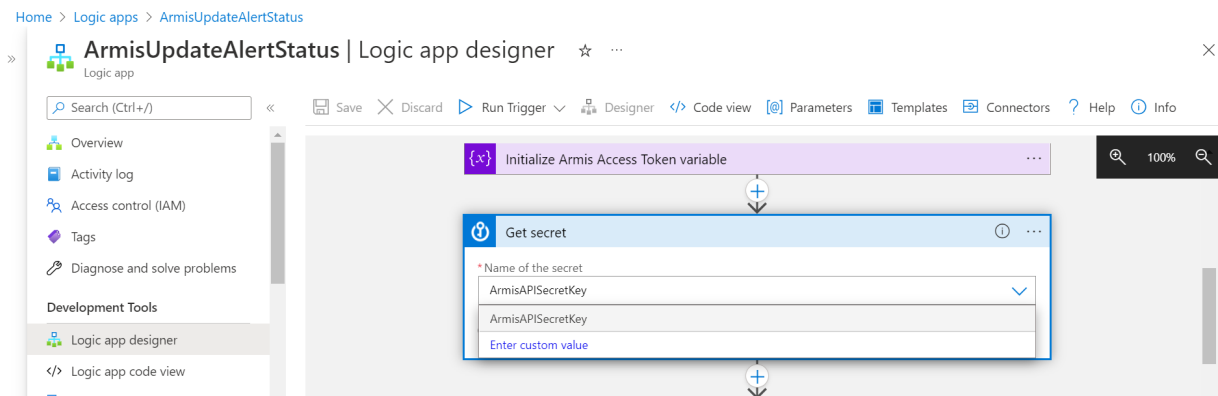 Home > Logic apps > ArmisUpdateAlertStatus
»
ArmisUpdateAlertStatus | Logic app designer ☆ ···
Logic app
Search (Ctrl+/) «
Save Discard Run Trigger Designer </> Code view [@] Parameters Templates Connectors ? Help Info
Overview
Activity log
Access control (IAM)
Tags
Diagnose and solve problems
Development Tools
Logic app designer
</> Logic app code view
{x} Initialize Armis Access Token variable ···
100%
Get secret ···
*Name of the secret
ArmisAPISecretKey
ArmisAPISecretKey
Enter custom value